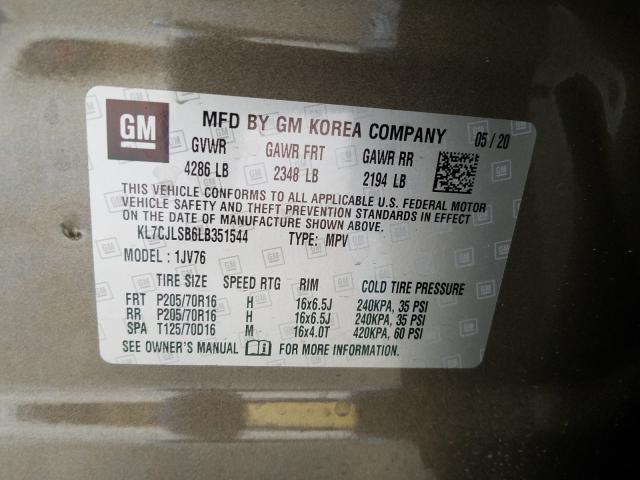 GM
MFD BY GM KOREA COMPANY 05/20
GVWR GAWR FRT GAWR RR
4286 LB 2348 LB 2194 LB
THIS VEHICLE CONFORMS TO ALL APPLICABLE U.S. FEDERAL MOTOR
VEHICLE SAFETY AND THEFT PREVENTION STANDARDS IN EFFECT
ON THE DATE OF MANUFACTURE SHOWN ABOVE.
KL7CJLSB6LB351544 TYPE: MPV
MODEL : 1JV76
TIRE SIZE SPEED RTG RIM COLD TIRE PRESSURE
FRT P205/70R16 H 16x6.5J 240KPA, 35 PSI
RR P205/70R16 H 16x6.5J 240KPA, 35 PSI
SPA T125/70D16 M 16x4.0T 420KPA, 60 PSI
SEE OWNER'S MANUAL FOR MORE INFORMATION.